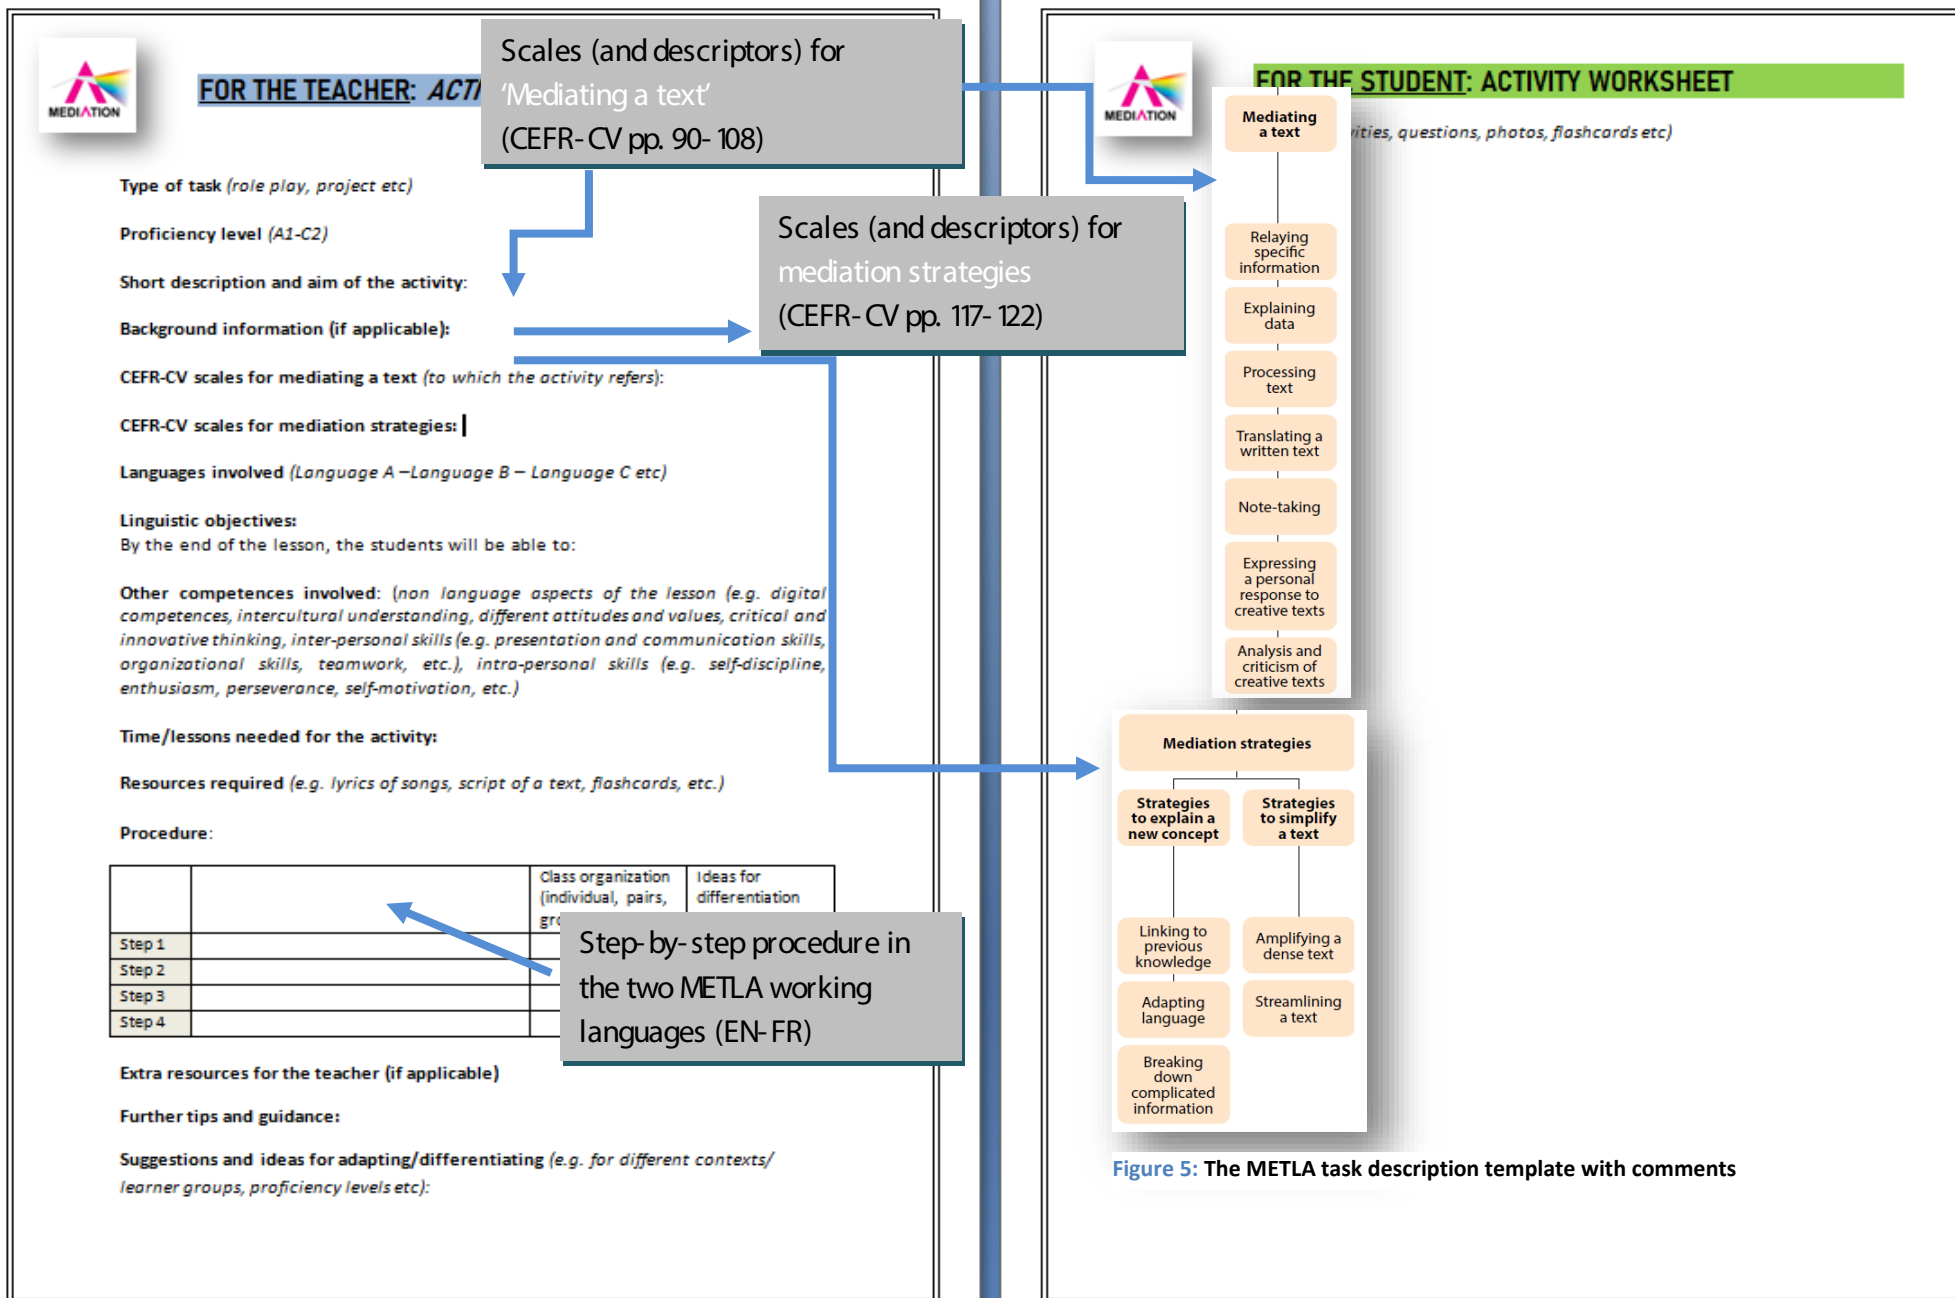 MEDIATION
FOR THE TEACHER: ACTI
Scales (and descriptors) for
'Mediating a text'
(CEFR-CV pp. 90-108)
Type of task (role play, project etc)
Proficiency level (A1-C2)
Short description and aim of the activity:
Background information (if applicable):
CEFR-CV scales for mediating a text (to which the activity refers):
CEFR-CV scales for mediation strategies:
Languages involved (Language A –Language B – Language C etc)
Linguistic objectives:
By the end of the lesson, the students will be able to:
Other competences involved: (non language aspects of the lesson (e.g. digital
competences, intercultural understanding, different attitudes and values, critical and
innovative thinking, inter-personal skills (e.g. presentation and communication skills,
organizational skills, teamwork, etc.), intra-personal skills (e.g. self-discipline,
enthusiasm, perseverance, self-motivation, etc.)
Time/lessons needed for the activity:
Resources required (e.g. lyrics of songs, script of a text, flashcards, etc.)
Procedure:
Class organization
(individual, pairs,
Ideas for
differentiation
Step 1
Step 2
Step 3
Step 4
Step-by-step procedure in
the two METLA working
languages (EN-FR)
Extra resources for the teacher (if applicable)
Further tips and guidance:
Suggestions and ideas for adapting/differentiating (e.g. for different contexts/
learner groups, proficiency levels etc):
Scales (and descriptors) for
mediation strategies
(CEFR-CV pp. 117-122)
MEDIATION
FOR THE STUDENT: ACTIVITY WORKSHEET
ities, questions, photos, flashcards etc)
Mediating
a text
Relaying
specific
information
Explaining
data
Processing
text
Translating a
written text
Note-taking
Expressing
a personal
response to
creative texts
Analysis and
criticism of
creative texts
Mediation strategies
Strategies
to explain a
new concept
Strategies
to simplify
a text
Linking to
previous
knowledge
Adapting
language
Breaking
down
complicated
information
Amplifying a
dense text
Streamlining
a text
Figure 5: The METLA task description template with comments